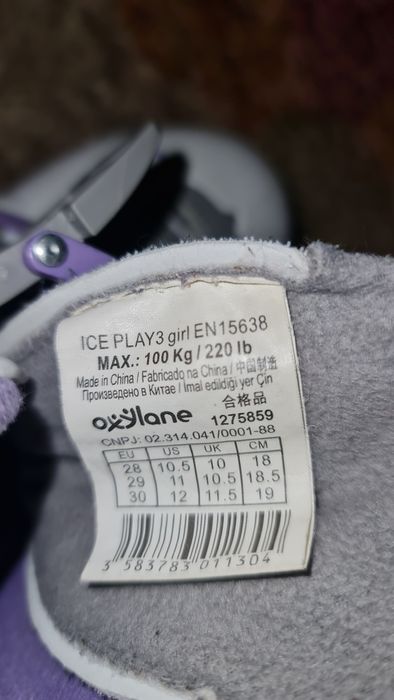 ICE PLAY3 girl EN15638
MAX.: 100 Kg / 220 lb
Made in China / Fabricado na China / 中国制造
Произведено в Китае / İmal edildiği yer Çin
合格品
oxylane 1275859
CNPJ: 02.314.041/0001-88
EU US UK CM
28 10.5 10 18
29 11 10.5 18.5
30 12 11.5 19
3 583783 011304